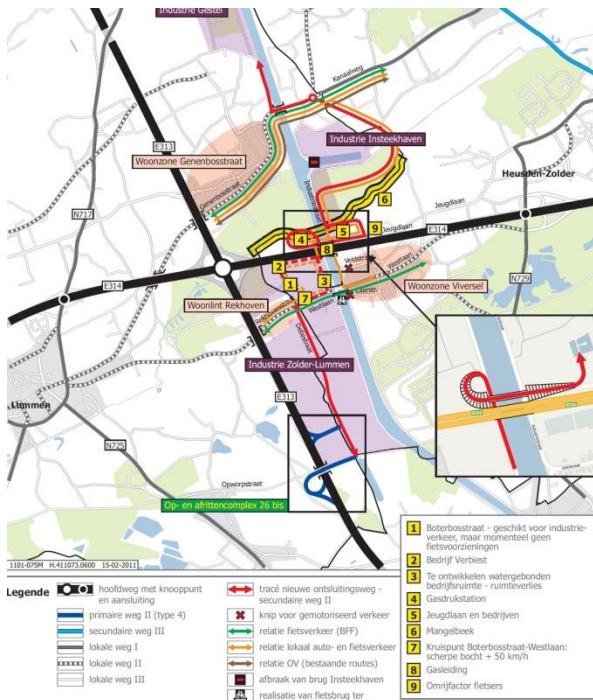 Industrie Gestel
Kanaalweg
E313
Woonzone Genenbosstraat
Industrie Insteekhaven
Heusden-Zolder
Genenbosstraat
N717
6
5
9
Jeugdlaan
Jeugdlaan
E314
4
8
2
Veldstraat
Westlaan
1
3
Woonzone Viversel
N729
E314
Woonlint Rekhoven
7
Westlaan
Dellestraat
Industrie Zolder-Lummen
Lummen
E313
N725
Opworpstraat
Op- en afrittencomplex 26 bis
1101-075M H.411073.0600 15-02-2011
Legende
hoofdweg met knooppunt
en aansluiting
primaire weg II (type 4)
secundaire weg III
lokale weg I
lokale weg II
lokale weg III
tracé nieuwe ontsluitingsweg -
secundaire weg II
knip voor gemotoriseerd verkeer
relatie fietsverkeer (BFF)
relatie lokaal auto- en fietsverkeer
relatie OV (bestaande routes)
afbraak van brug Insteekhaven
realisatie van fietsbrug ter
1 Boterbosstraat - geschikt voor industrie-
verkeer, maar momenteel geen
fietsvoorzieningen
2 Bedrijf Verbiest
3 Te ontwikkelen watergebonden
bedrijfsruimte - ruimteverlies
4 Gasdrukstation
5 Jeugdlaan en bedrijven
6 Mangelbeek
7 Kruispunt Boterbosstraat-Westlaan:
scherpe bocht + 50 km/h
8 Gasleiding
9 Omrijfactor fietsers